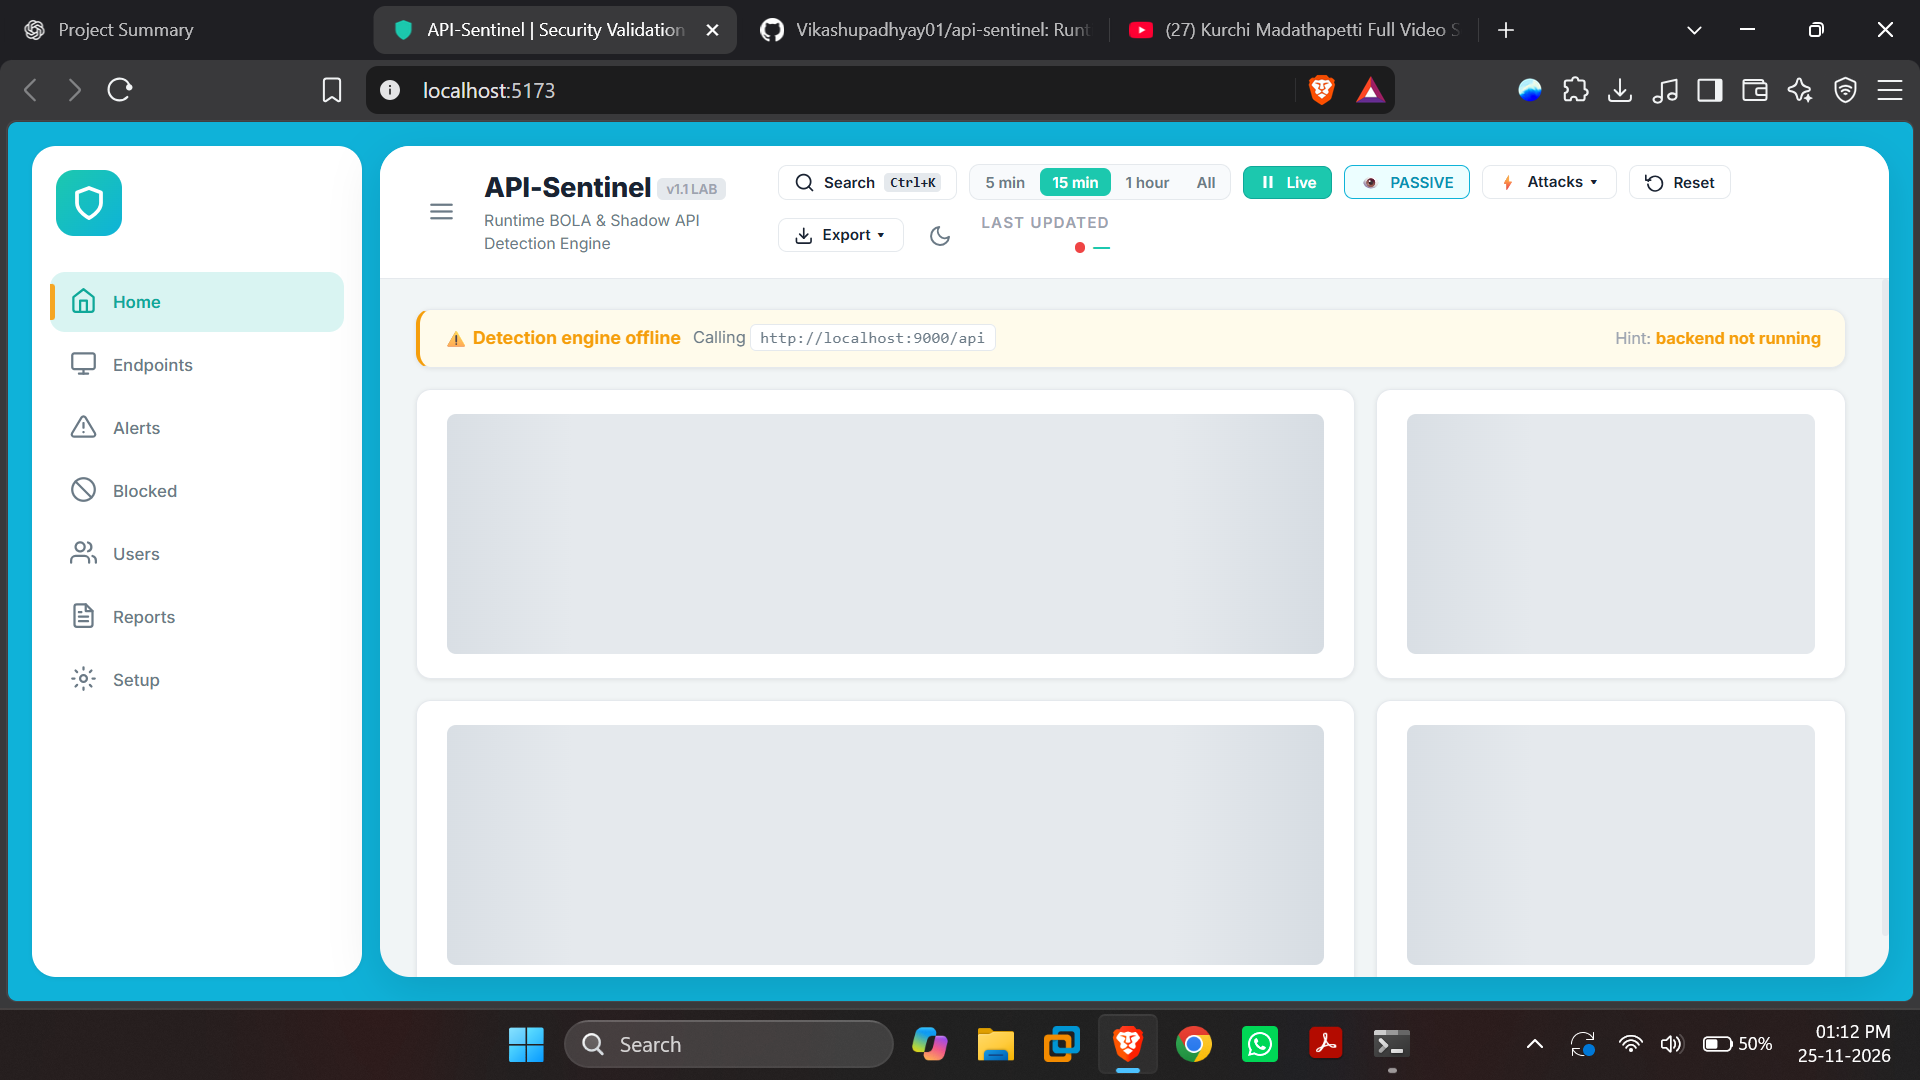 Project Summary
API-Sentinel | Security Validation
Vikashupadhyay01/api-sentinel: Runt
(27) Kurchi Madathapetti Full Video S
localhost:5173
API-Sentinel v1.1 LAB
Runtime BOLA & Shadow API
Detection Engine
Search Ctrl+K
5 min 15 min 1 hour All
Live
PASSIVE
Attacks
Reset
Export
LAST UPDATED
Home
Endpoints
Alerts
Blocked
Users
Reports
Setup
Detection engine offline Calling http://localhost:9000/api
Hint: backend not running
Search
50%
01:12 PM
25-11-2026